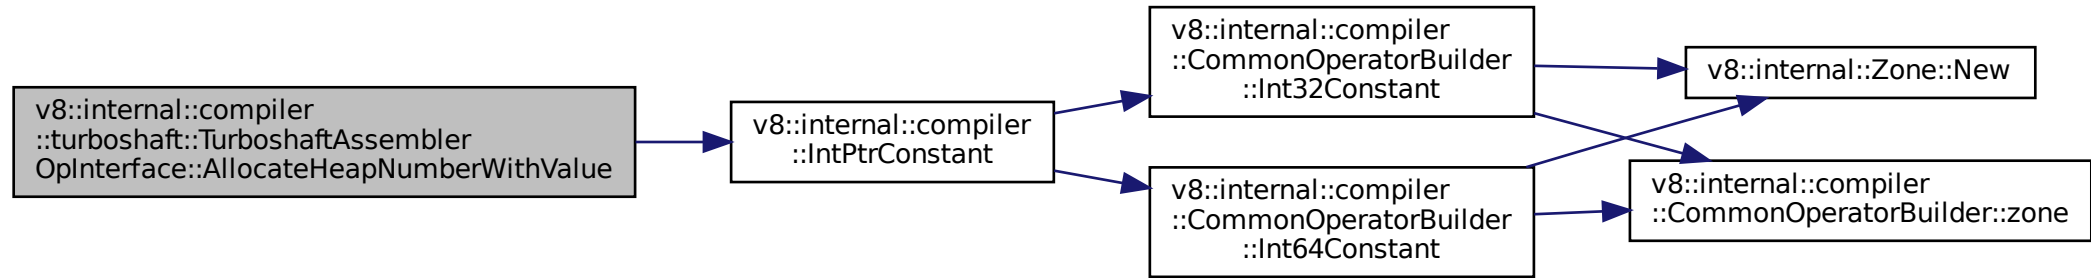 v8::internal::compiler
::turboshaft::TurboshaftAssembler
OpInterface::AllocateHeapNumberWithValue
v8::internal::compiler
::IntPtrConstant
v8::internal::compiler
::CommonOperatorBuilder
::Int32Constant
v8::internal::compiler
::CommonOperatorBuilder
::Int64Constant
v8::internal::Zone::New
v8::internal::compiler
::CommonOperatorBuilder::zone